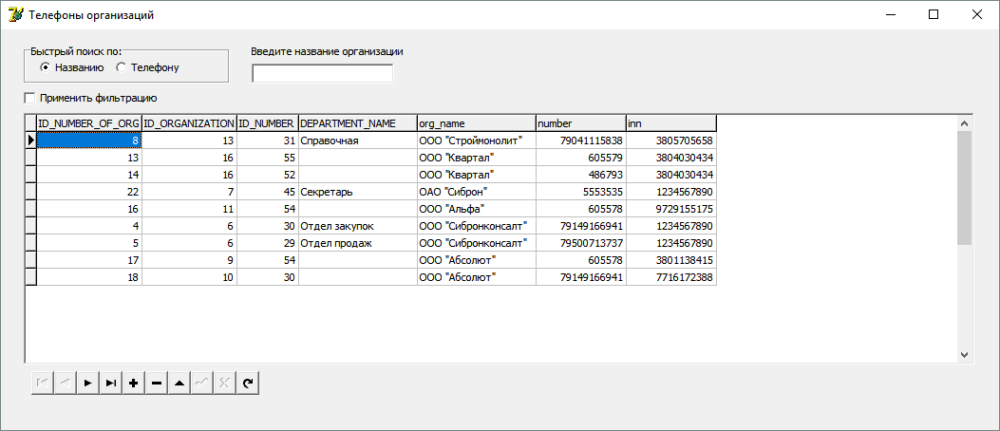 Телефоны организаций
Быстрый поиск по: Введите название организации
Названию Телефону
Применить фильтрацию
ID_NUMBER_OF_ORG ID_ORGANIZATION ID_NUMBER DEPARTMENT_NAME org_name number inn
8 13 31 Справочная ООО "Строймонолит" 79041115838 3805705658
13 16 55 ООО "Квартал" 605579 3804030434
14 16 52 ООО "Квартал" 486793 3804030434
22 7 45 Секретарь ОАО "Сиброн" 5553535 1234567890
16 11 54 ООО "Альфа" 605578 9729155175
4 6 30 Отдел закупок ООО "Сибронконсалт" 79149166941 1234567890
5 6 29 Отдел продаж ООО "Сибронконсалт" 79500713737 1234567890
17 9 54 ООО "Абсолют" 605578 3801138415
18 10 30 ООО "Абсолют" 79149166941 7716172388